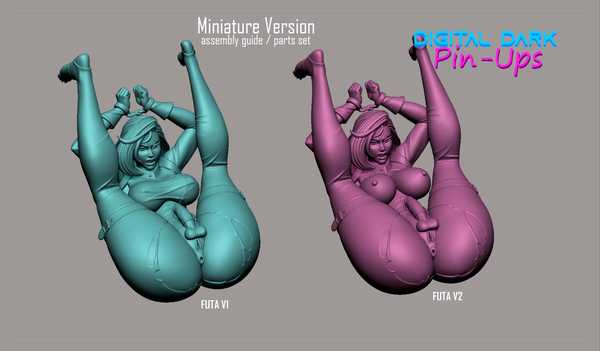 Miniature Version
assembly guide / parts set
DIGITAL DARK
Pin-Ups
FUTA V1
FUTA V2